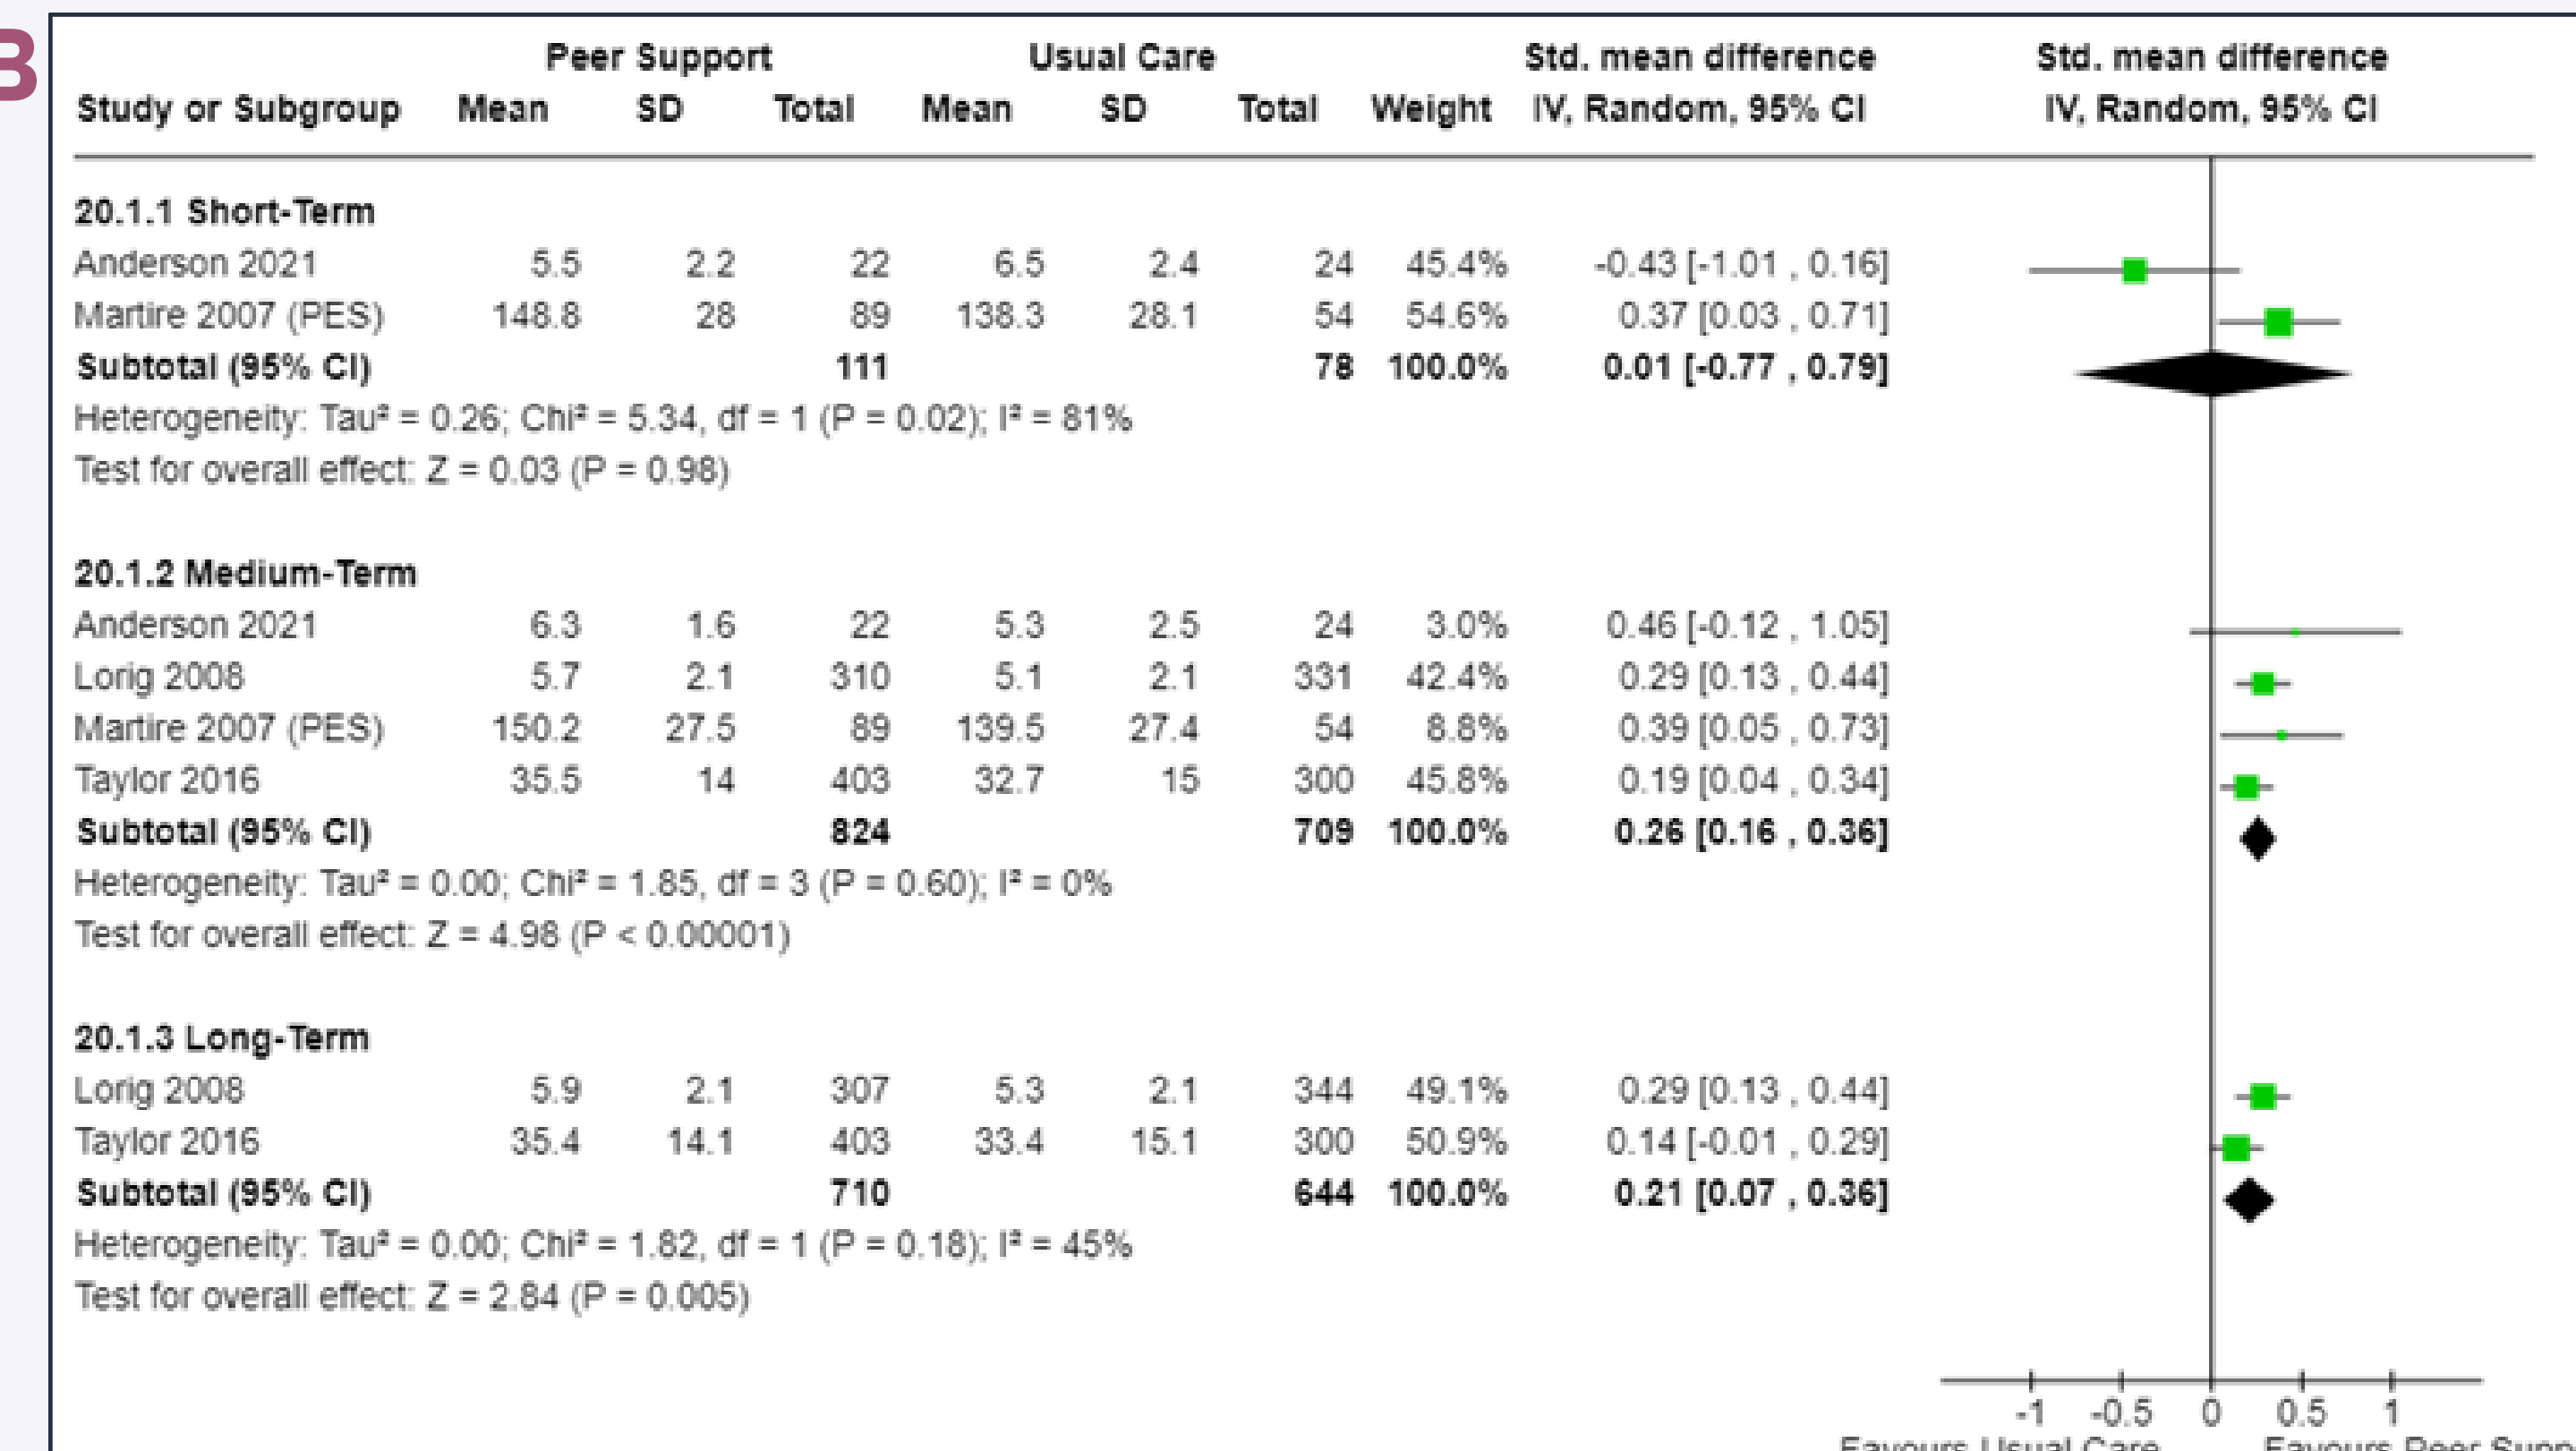 B
Peer Support Usual Care Std. mean difference Std. mean difference
Study or Subgroup Mean SD Total Mean SD Total Weight IV, Random, 95% CI IV, Random, 95% CI
20.1.1 Short-Term
Anderson 2021 5.5 2.2 22 6.5 2.4 24 45.4% -0.43 [-1.01 , 0.16]
Martire 2007 (PES) 148.8 28 89 138.3 28.1 54 54.6% 0.37 [0.03 , 0.71]
Subtotal (95% CI) 111 78 100.0% 0.01 [-0.77 , 0.79]
Heterogeneity: Tau² = 0.26; Chi² = 5.34, df = 1 (P = 0.02); I² = 81%
Test for overall effect: Z = 0.03 (P = 0.98)
20.1.2 Medium-Term
Anderson 2021 6.3 1.6 22 5.3 2.5 24 3.0% 0.46 [-0.12 , 1.05]
Lorig 2008 5.7 2.1 310 5.1 2.1 331 42.4% 0.29 [0.13 , 0.44]
Martire 2007 (PES) 150.2 27.5 89 139.5 27.4 54 8.8% 0.39 [0.05 , 0.73]
Taylor 2016 35.5 14 403 32.7 15 300 45.8% 0.19 [0.04 , 0.34]
Subtotal (95% CI) 824 709 100.0% 0.26 [0.16 , 0.36]
Heterogeneity: Tau² = 0.00; Chi² = 1.85, df = 3 (P = 0.60); I² = 0%
Test for overall effect: Z = 4.98 (P < 0.00001)
20.1.3 Long-Term
Lorig 2008 5.9 2.1 307 5.3 2.1 344 49.1% 0.29 [0.13 , 0.44]
Taylor 2016 35.4 14.1 403 33.4 15.1 300 50.9% 0.14 [-0.01 , 0.29]
Subtotal (95% CI) 710 644 100.0% 0.21 [0.07 , 0.36]
Heterogeneity: Tau² = 0.00; Chi² = 1.82, df = 1 (P = 0.18); I² = 45%
Test for overall effect: Z = 2.84 (P = 0.005)
-1 -0.5 0 0.5 1
Favours Usual Care Favours Peer